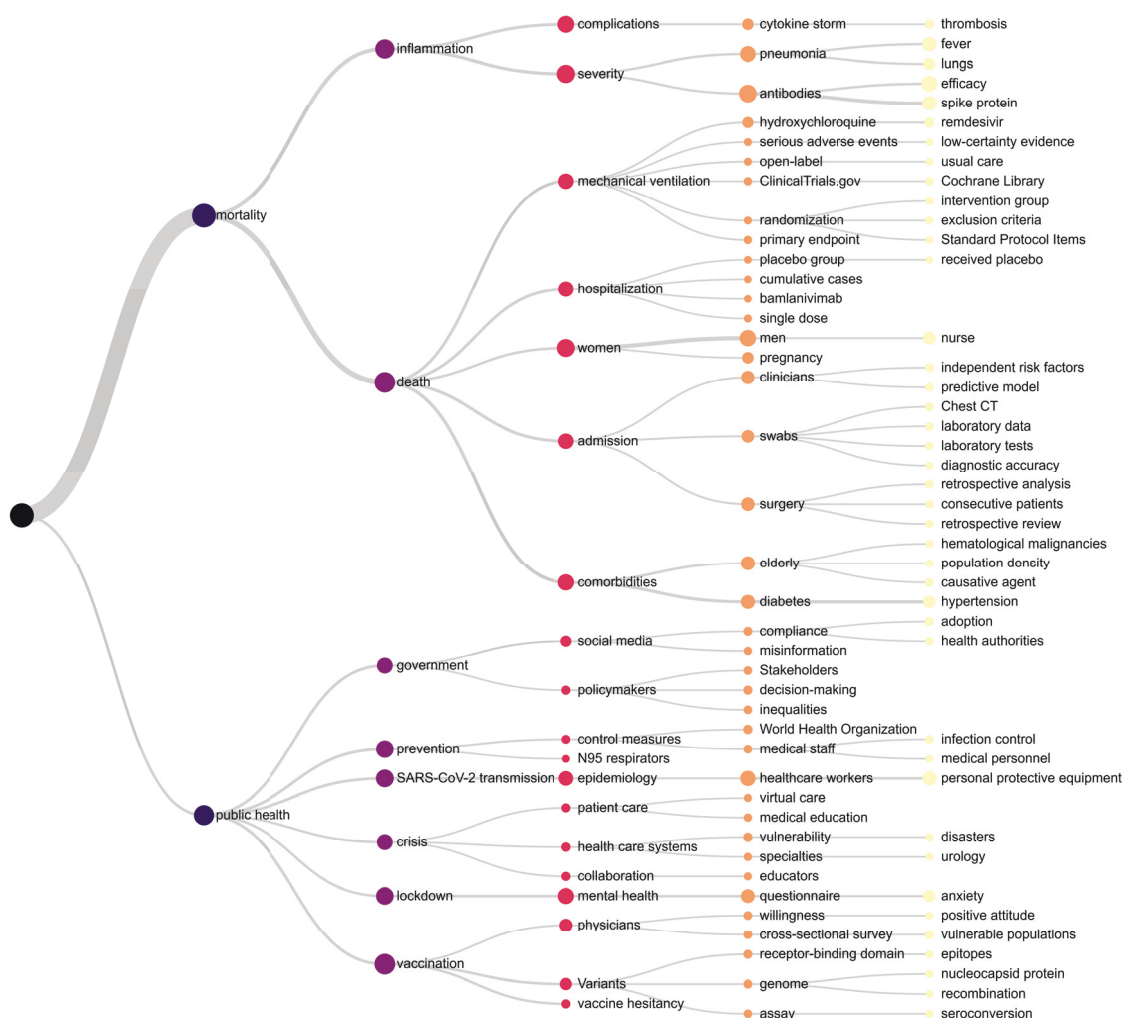 complications
cytokine storm
thrombosis
inflammation
pneumonia
fever
lungs
severity
antibodies
efficacy
spike protein
mortality
hydroxychloroquine
remdesivir
serious adverse events
low-certainty evidence
open-label
usual care
mechanical ventilation
ClinicalTrials.gov
Cochrane Library
randomization
intervention group
exclusion criteria
Standard Protocol Items
primary endpoint
placebo group
received placebo
hospitalization
cumulative cases
bamlanivimab
single dose
women
men
nurse
pregnancy
death
clinicians
independent risk factors
predictive model
admission
swabs
Chest CT
laboratory data
laboratory tests
diagnostic accuracy
surgery
retrospective analysis
consecutive patients
retrospective review
comorbidities
elderly
hematological malignancies
population density
causative agent
diabetes
hypertension
government
social media
compliance
adoption
health authorities
misinformation
policymakers
Stakeholders
decision-making
inequalities
prevention
control measures
World Health Organization
medical staff
infection control
medical personnel
N95 respirators
SARS-CoV-2 transmission
epidemiology
healthcare workers
personal protective equipment
public health
crisis
patient care
virtual care
medical education
health care systems
vulnerability
disasters
specialties
urology
collaboration
educators
lockdown
mental health
questionnaire
anxiety
vaccination
physicians
willingness
positive attitude
cross-sectional survey
vulnerable populations
Variants
receptor-binding domain
epitopes
genome
nucleocapsid protein
recombination
vaccine hesitancy
assay
seroconversion